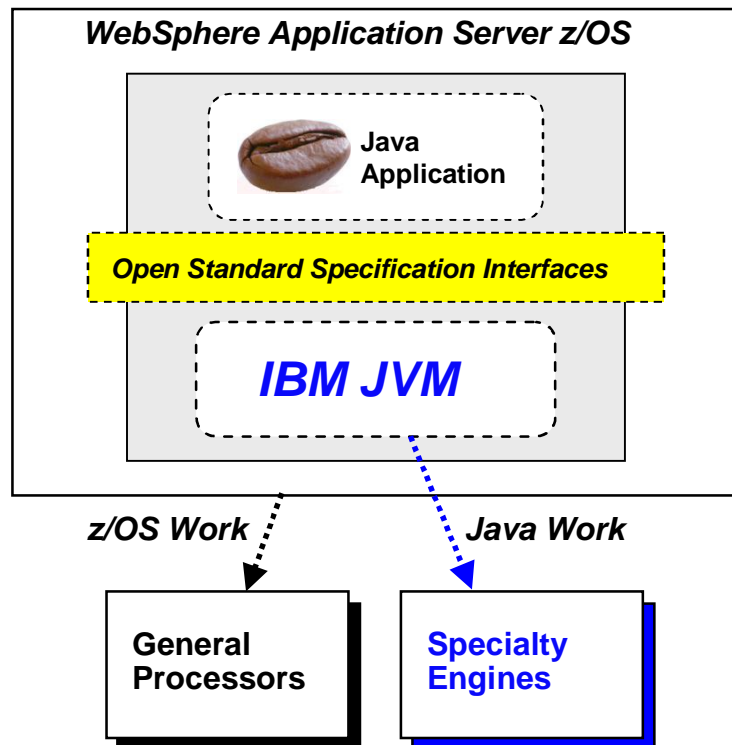 WebSphere Application Server z/OS
Java
Application
Open Standard Specification Interfaces
IBM JVM
z/OS Work
Java Work
General
Processors
Specialty
Engines